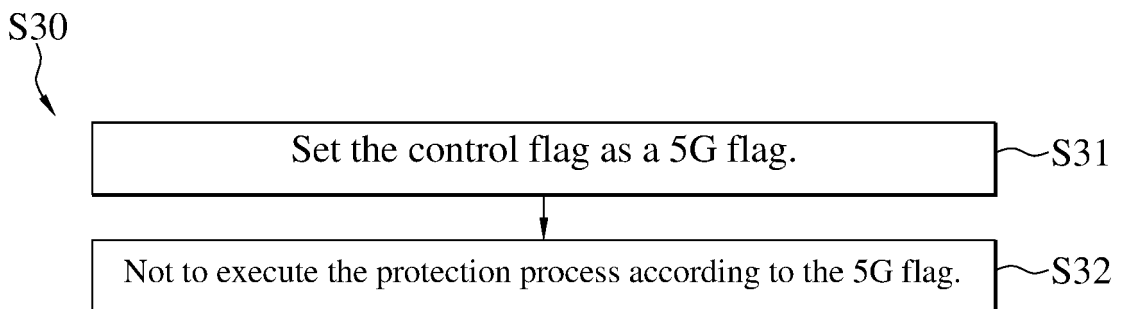 S30
Set the control flag as a 5G flag.
S31
Not to execute the protection process according to the 5G flag.
S32